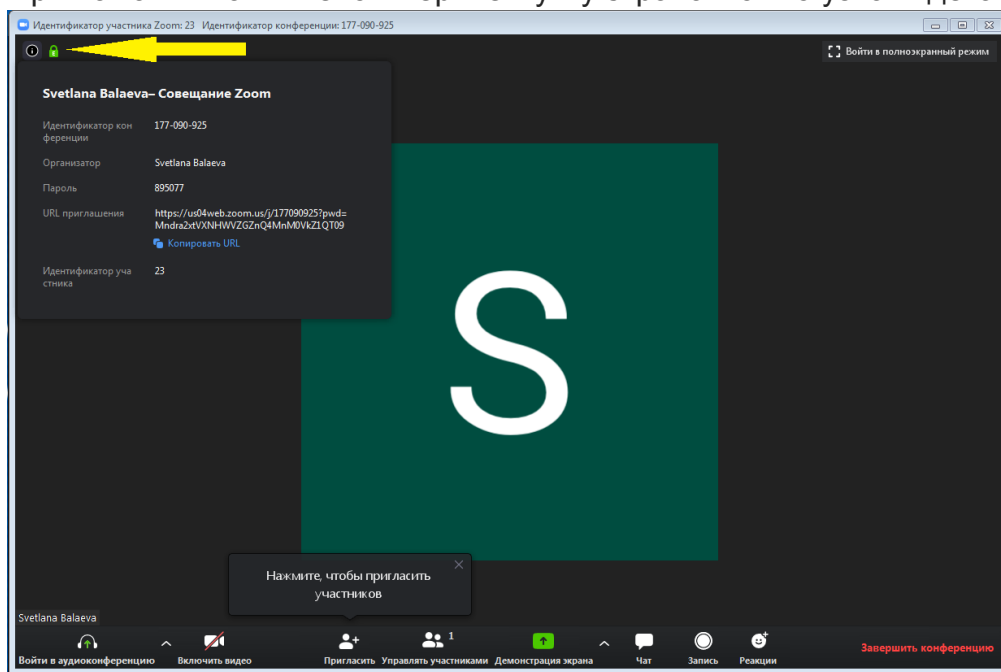 Идентификатор участника Zoom: 23 Идентификатор конференции: 177-090-925
Войти в полноэкранный режим
Svetlana Balaeva– Совещание Zoom
Идентификатор кон
ференции
177-090-925
Организатор
Svetlana Balaeva
Пароль
895077
URL приглашения
https://us04web.zoom.us/j/177090925?pwd=
Mndra2xtVXNHWVZGZnQ4MnM0VkZ1QT09
Копировать URL
Идентификатор уча
стника
23
S
Нажмите, чтобы пригласить
участников
Svetlana Balaeva
1
Войти в аудиоконференцию Включить видео Пригласить Управлять участниками Демонстрация экрана Чат Запись Реакции Завершить конференцию